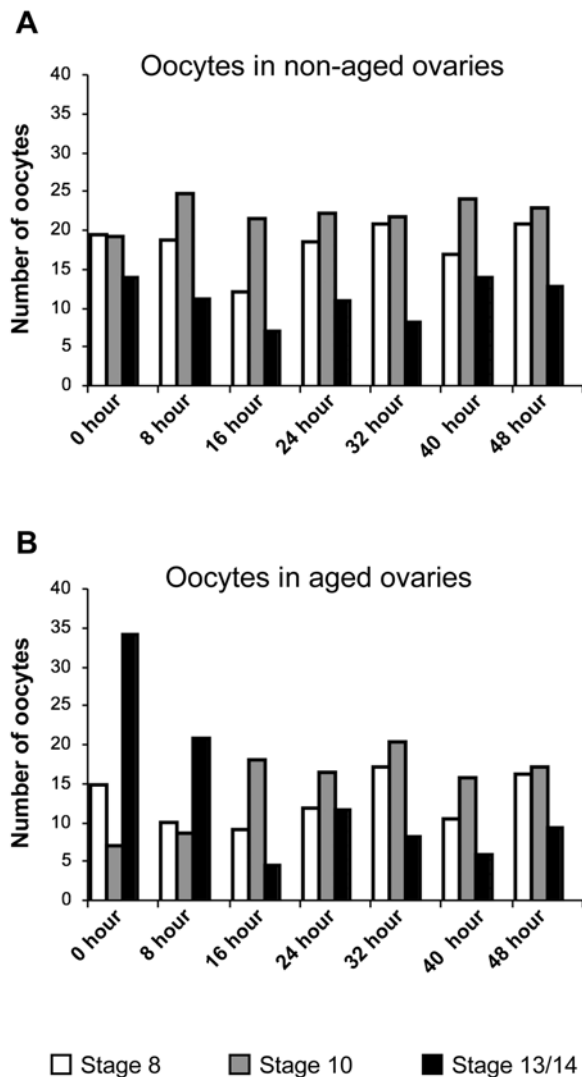 A
Oocytes in non-aged ovaries
Number of oocytes
40
35
30
25
20
15
10
5
0
0 hour
8 hour
16 hour
24 hour
32 hour
40 hour
48 hour
B
Oocytes in aged ovaries
Number of oocytes
40
35
30
25
20
15
10
5
0
0 hour
8 hour
16 hour
24 hour
32 hour
40 hour
48 hour
Stage 8 Stage 10 Stage 13/14